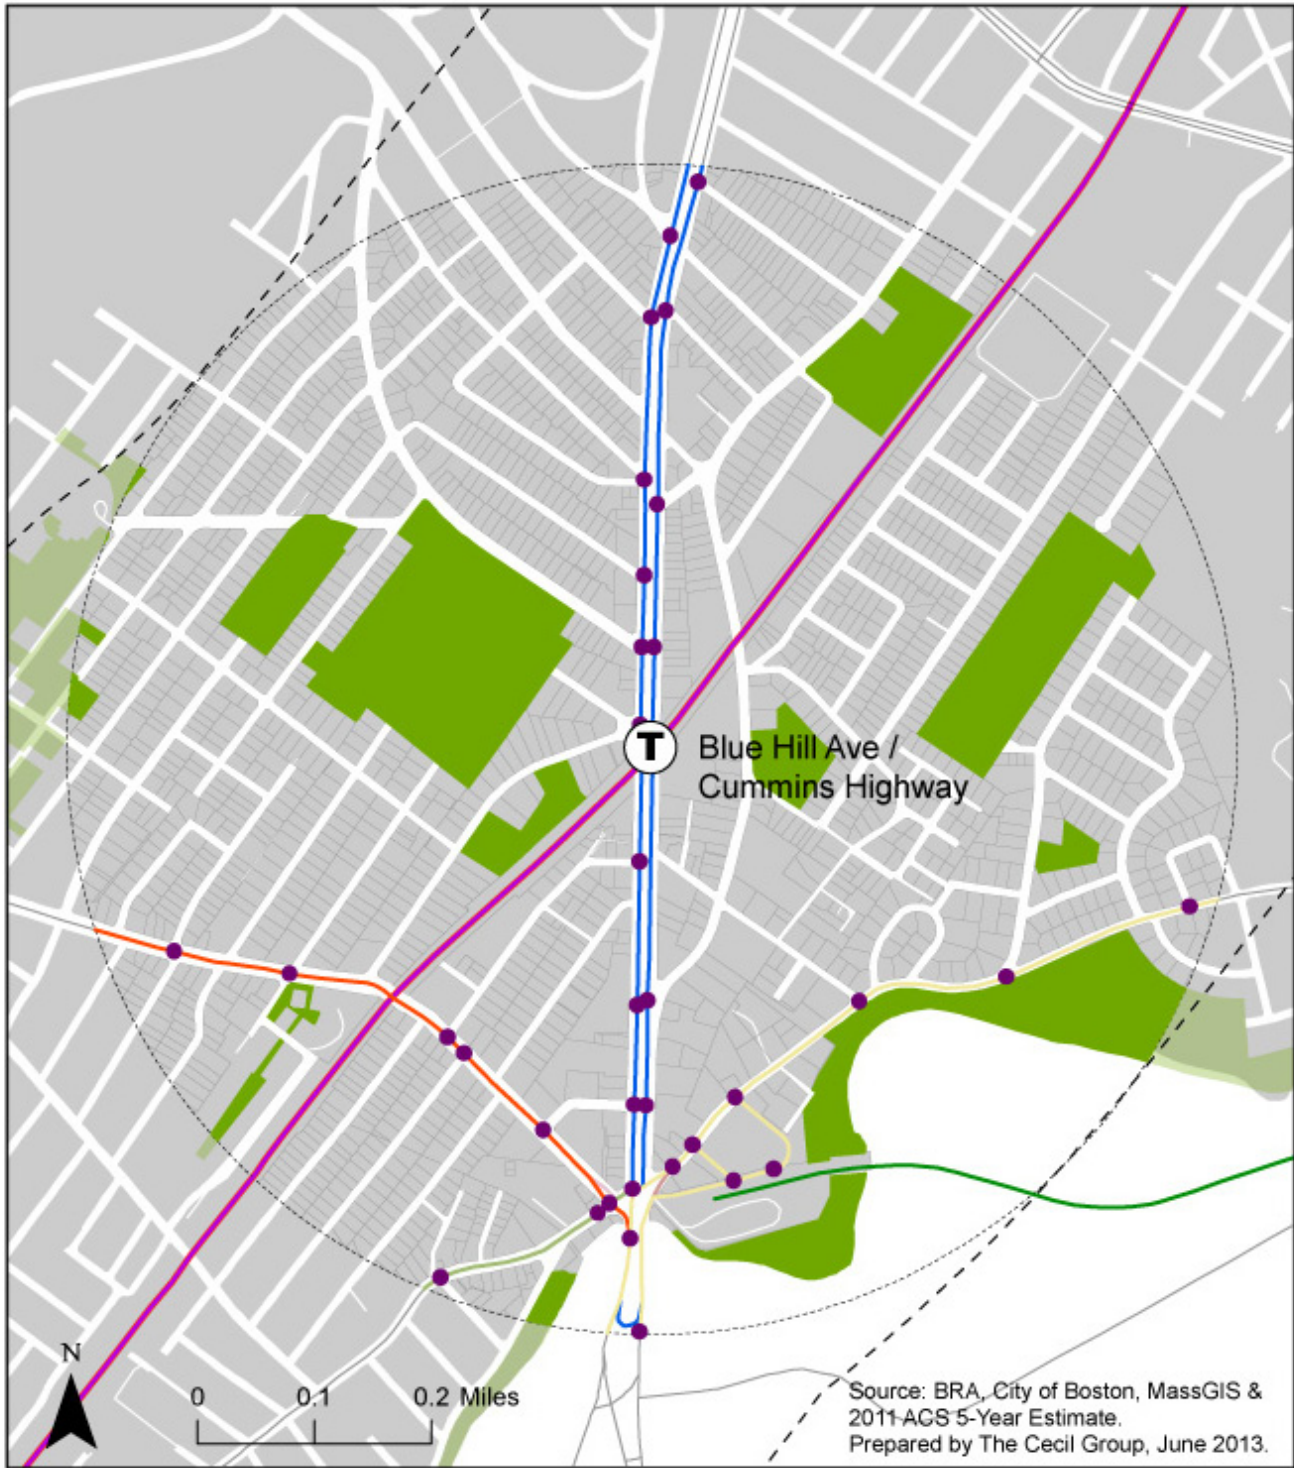 T
Blue Hill Ave /
Cummins Highway
N
0 0.1 0.2 Miles
Source: BRA, City of Boston, MassGIS &
2011 ACS 5-Year Estimate.
Prepared by The Cecil Group, June 2013.